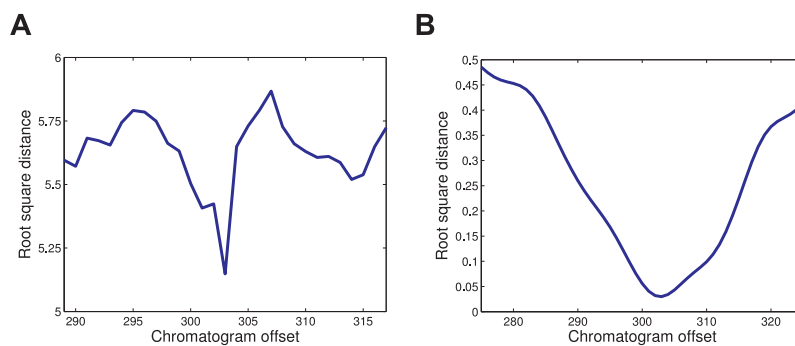 A
B
6
5.75
5.5
5.25
5
Root square distance
290 295 300 305 310 315
Chromatogram offset
0.5
0.45
0.4
0.35
0.3
0.25
0.2
0.15
0.1
0.05
0
Root square distance
280 290 300 310 320
Chromatogram offset